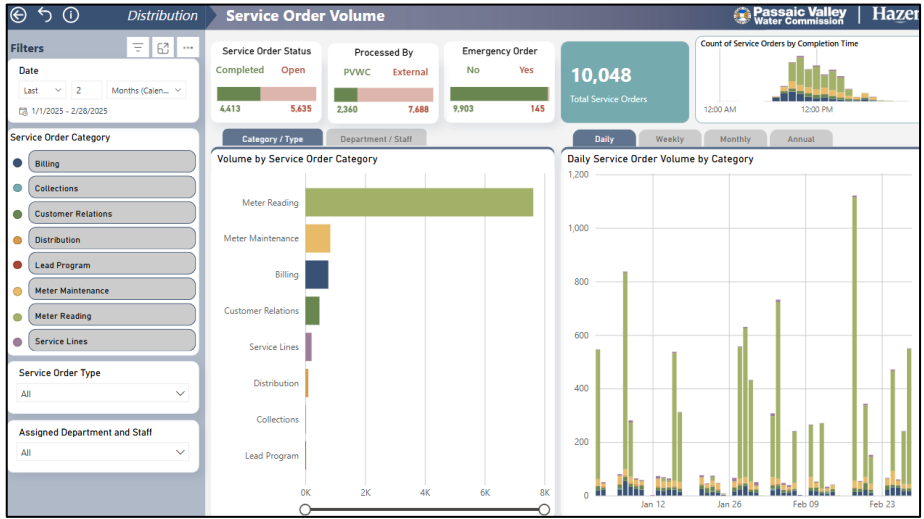 Distribution
Service Order Volume
Passaic Valley
Water Commission
Hazen
Filters
Date
Last
2
Months (Calen...
1/1/2025 - 2/28/2025
Service Order Category
Billing
Collections
Customer Relations
Distribution
Lead Program
Meter Maintenance
Meter Reading
Service Lines
Service Order Type
All
Assigned Department and Staff
All
Service Order Status
Completed Open
4,413 5,635
Processed By
PVWC External
2,360 7,688
Emergency Order
No Yes
9,903 145
10,048
Total Service Orders
Count of Service Orders by Completion Time
12:00 AM 12:00 PM
Category / Type
Department / Staff
Volume by Service Order Category
Meter Reading
Meter Maintenance
Billing
Customer Relations
Service Lines
Distribution
Collections
Lead Program
0K 2K 4K 6K 8K
Daily
Weekly
Monthly
Annual
Daily Service Order Volume by Category
1,200
1,000
800
600
400
200
0
Jan 12 Jan 26 Feb 09 Feb 23